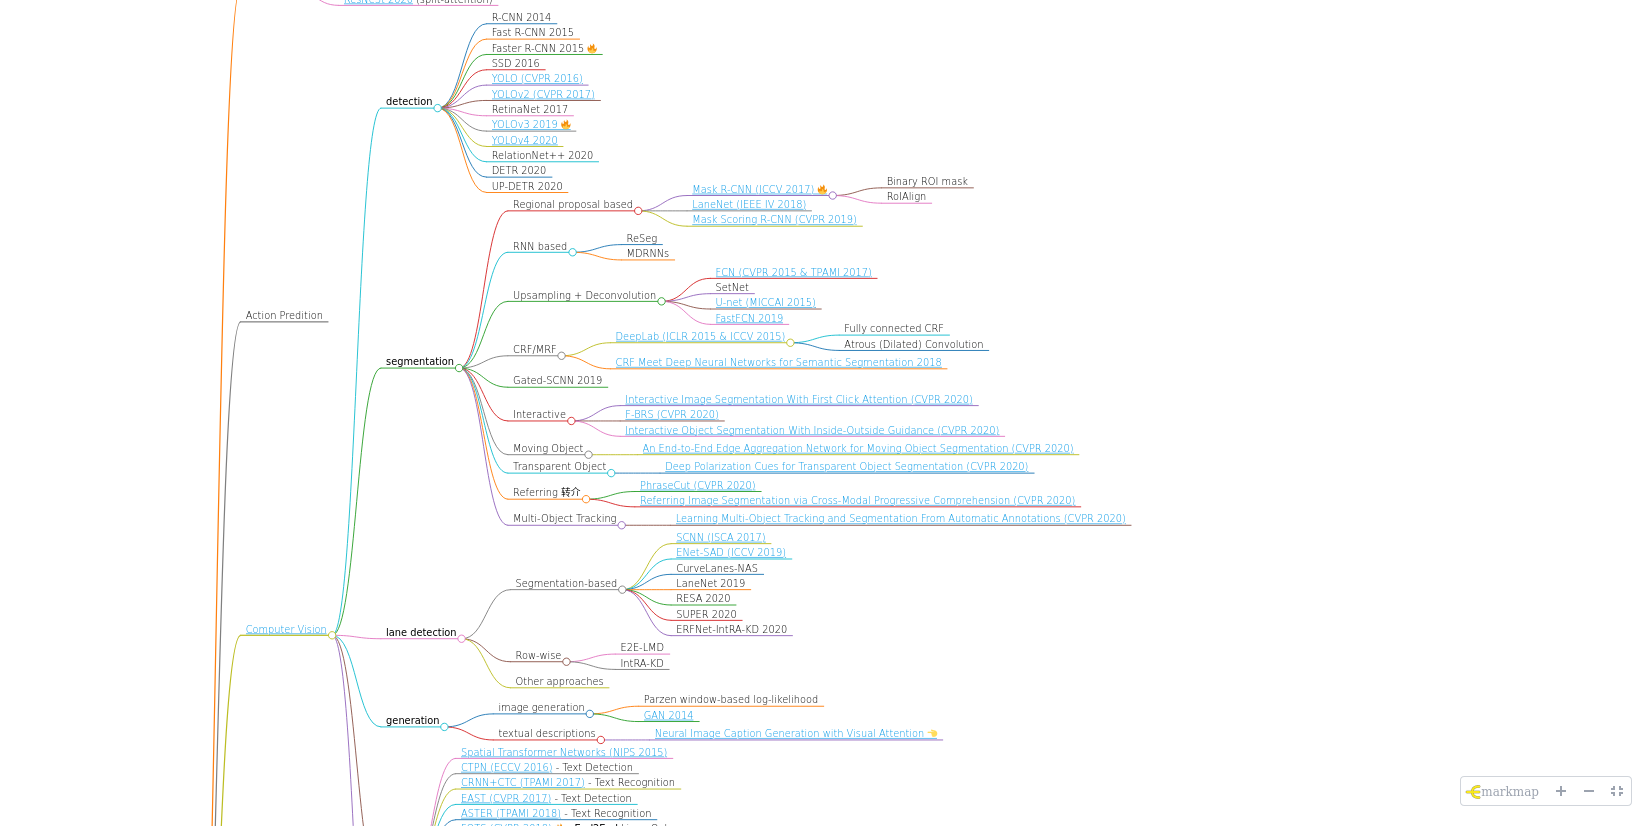 ResNeSt 2020 (split-attention)
R-CNN 2014
Fast R-CNN 2015
Faster R-CNN 2015 🔥
SSD 2016
YOLO (CVPR 2016)
YOLOv2 (CVPR 2017)
detection
RetinaNet 2017
YOLOv3 2019 🔥
YOLOv4 2020
RelationNet++ 2020
DETR 2020
UP-DETR 2020
Regional proposal based
Mask R-CNN (ICCV 2017) 🔥
Binary ROI mask
RoIAlign
LaneNet (IEEE IV 2018)
Mask Scoring R-CNN (CVPR 2019)
RNN based
ReSeg
MDRNNs
Upsampling + Deconvolution
FCN (CVPR 2015 & TPAMI 2017)
SetNet
U-net (MICCAI 2015)
FastFCN 2019
Action Predition
segmentation
CRF/MRF
DeepLab (ICLR 2015 & ICCV 2015)
Fully connected CRF
Atrous (Dilated) Convolution
CRF Meet Deep Neural Networks for Semantic Segmentation 2018
Gated-SCNN 2019
Interactive
Interactive Image Segmentation With First Click Attention (CVPR 2020)
F-BRS (CVPR 2020)
Interactive Object Segmentation With Inside-Outside Guidance (CVPR 2020)
Moving Object
An End-to-End Edge Aggregation Network for Moving Object Segmentation (CVPR 2020)
Transparent Object
Deep Polarization Cues for Transparent Object Segmentation (CVPR 2020)
Referring 转介
PhraseCut (CVPR 2020)
Referring Image Segmentation via Cross-Modal Progressive Comprehension (CVPR 2020)
Multi-Object Tracking
Learning Multi-Object Tracking and Segmentation From Automatic Annotations (CVPR 2020)
Computer Vision
lane detection
Segmentation-based
SCNN (JSCA 2017)
ENet-SAD (ICCV 2019)
CurveLanes-NAS
LaneNet 2019
RESA 2020
SUPER 2020
ERFNet-IntRA-KD 2020
Row-wise
E2E-LMD
IntRA-KD
Other approaches
generation
image generation
Parzen window-based log-likelihood
GAN 2014
textual descriptions
Neural Image Caption Generation with Visual Attention 👈
Spatial Transformer Networks (NIPS 2015)
CTPN (ECCV 2016) - Text Detection
CRNN+CTC (TPAMI 2017) - Text Recognition
EAST (CVPR 2017) - Text Detection
ASTER (TPAMI 2018) - Text Recognition
markmap